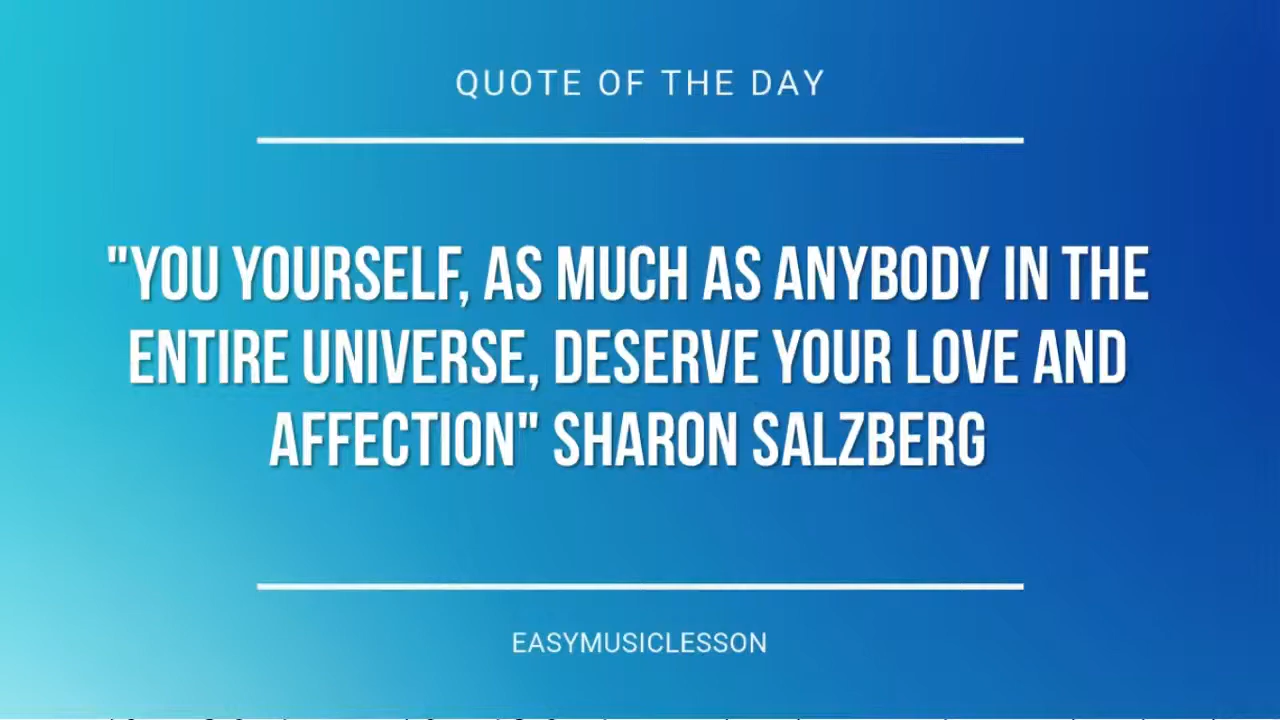 QUOTE OF THE DAY
"YOU YOURSELF, AS MUCH AS ANYBODY IN THE
ENTIRE UNIVERSE, DESERVE YOUR LOVE AND
AFFECTION" SHARON SALZBERG
EASYMUSICLESSON